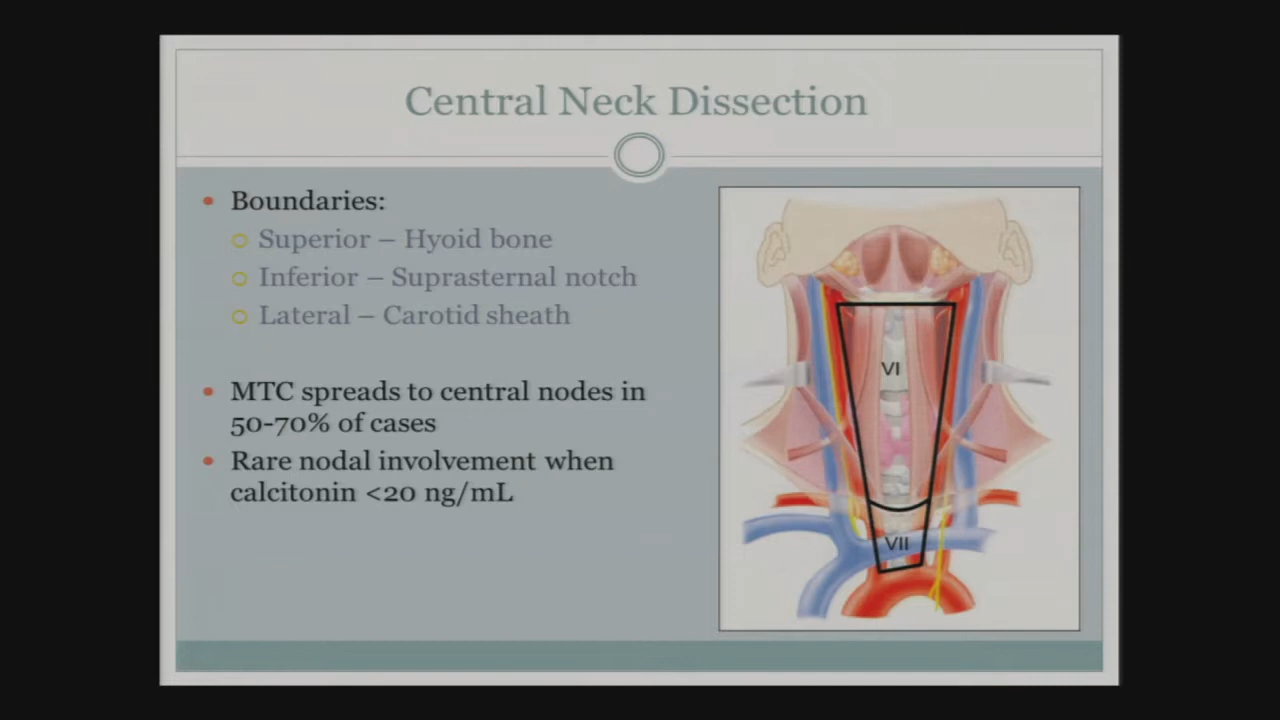 Central Neck Dissection
Boundaries:
Superior – Hyoid bone
Inferior – Suprasternal notch
Lateral – Carotid sheath
MTC spreads to central nodes in
50-70% of cases
Rare nodal involvement when
calcitonin <20 ng/mL
VI
VII